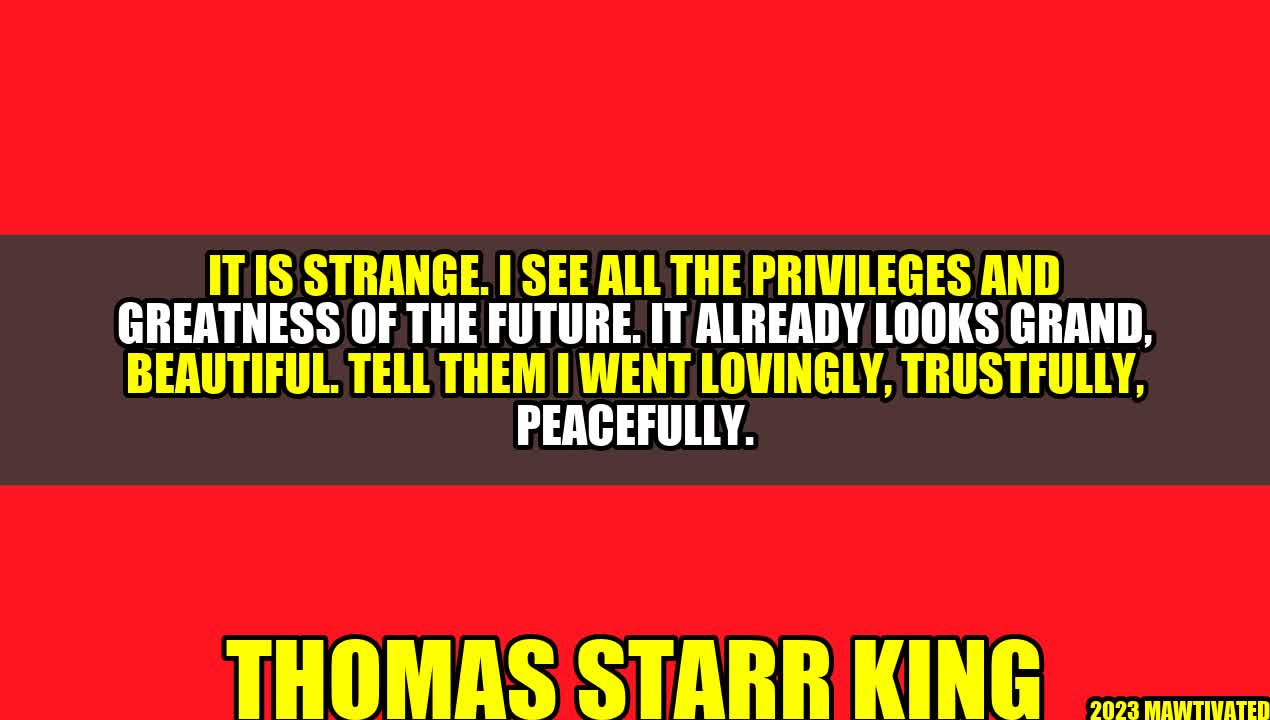 IT IS STRANGE. I SEE ALL THE PRIVILEGES AND
GREATNESS OF THE FUTURE. IT ALREADY LOOKS GRAND,
BEAUTIFUL. TELL THEM I WENT LOVINGLY, TRUSTFULLY,
PEACEFULLY.
THOMAS STARR KING
2023 MAWTIVATED